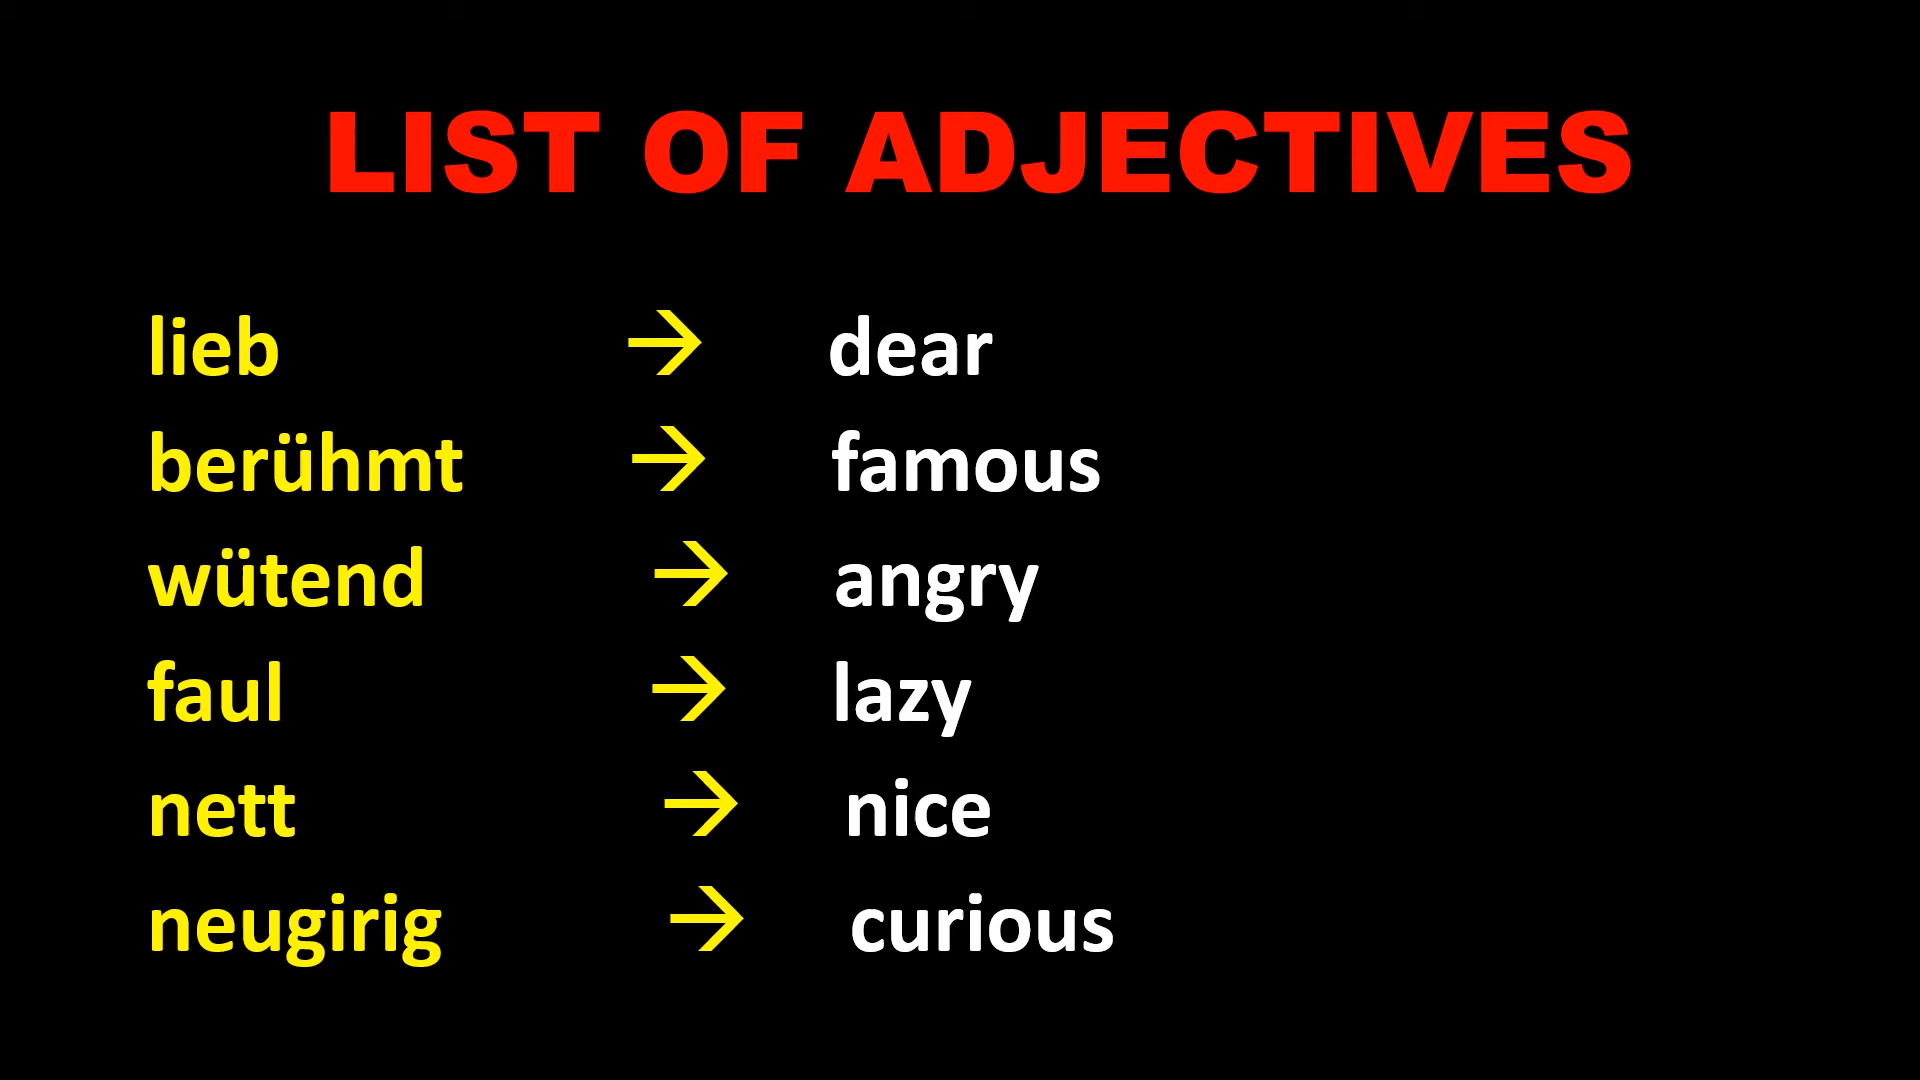 LIST OF ADJECTIVES
lieb → dear
berühmt → famous
wütend → angry
faul → lazy
nett → nice
neugirig → curious